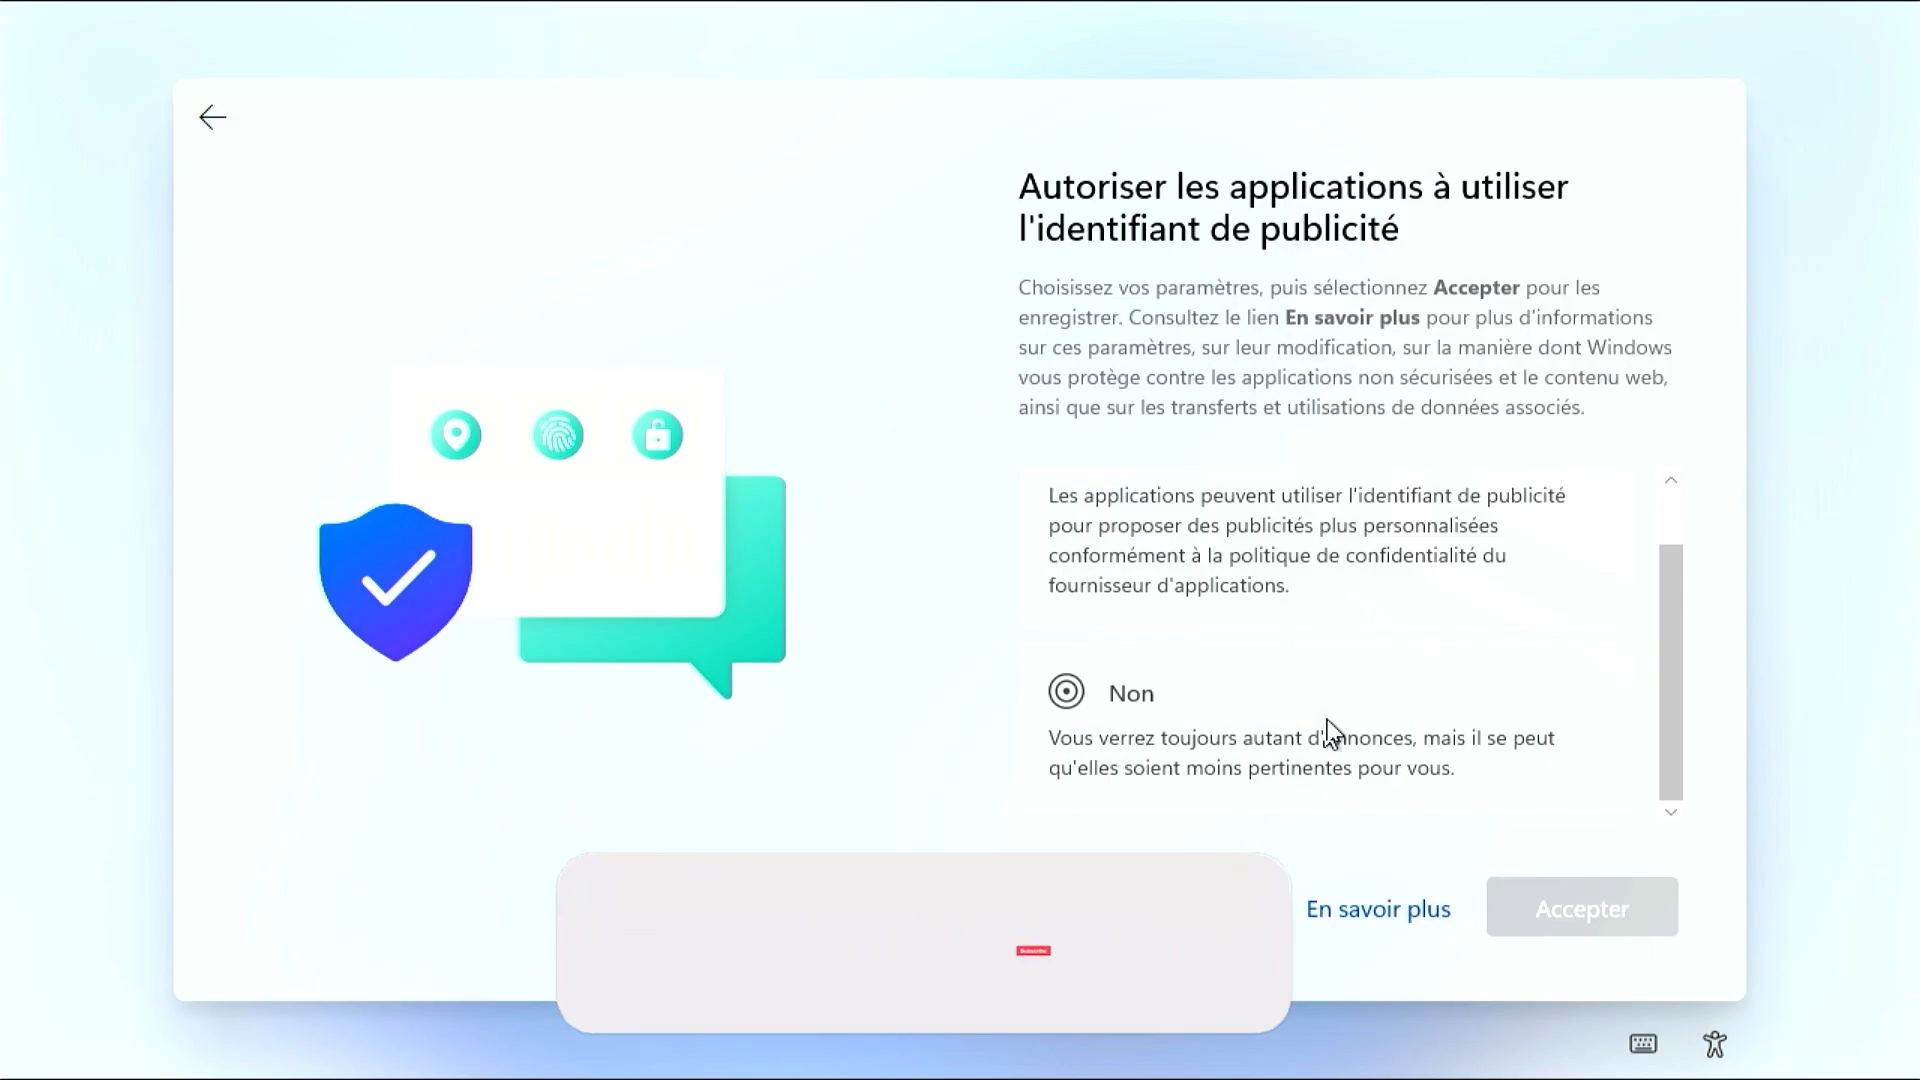 Autoriser les applications à utiliser
l'identifiant de publicité
Choisissez vos paramètres, puis sélectionnez Accepter pour les
enregistrer. Consultez le lien En savoir plus pour plus d'informations
sur ces paramètres, sur leur modification, sur la manière dont Windows
vous protège contre les applications non sécurisées et le contenu web,
ainsi que sur les transferts et utilisations de données associés.
Les applications peuvent utiliser l'identifiant de publicité
pour proposer des publicités plus personnalisées
conformément à la politique de confidentialité du
fournisseur d'applications.
Non
Vous verrez toujours autant d'annonces, mais il se peut
qu'elles soient moins pertinentes pour vous.
En savoir plus
Accepter